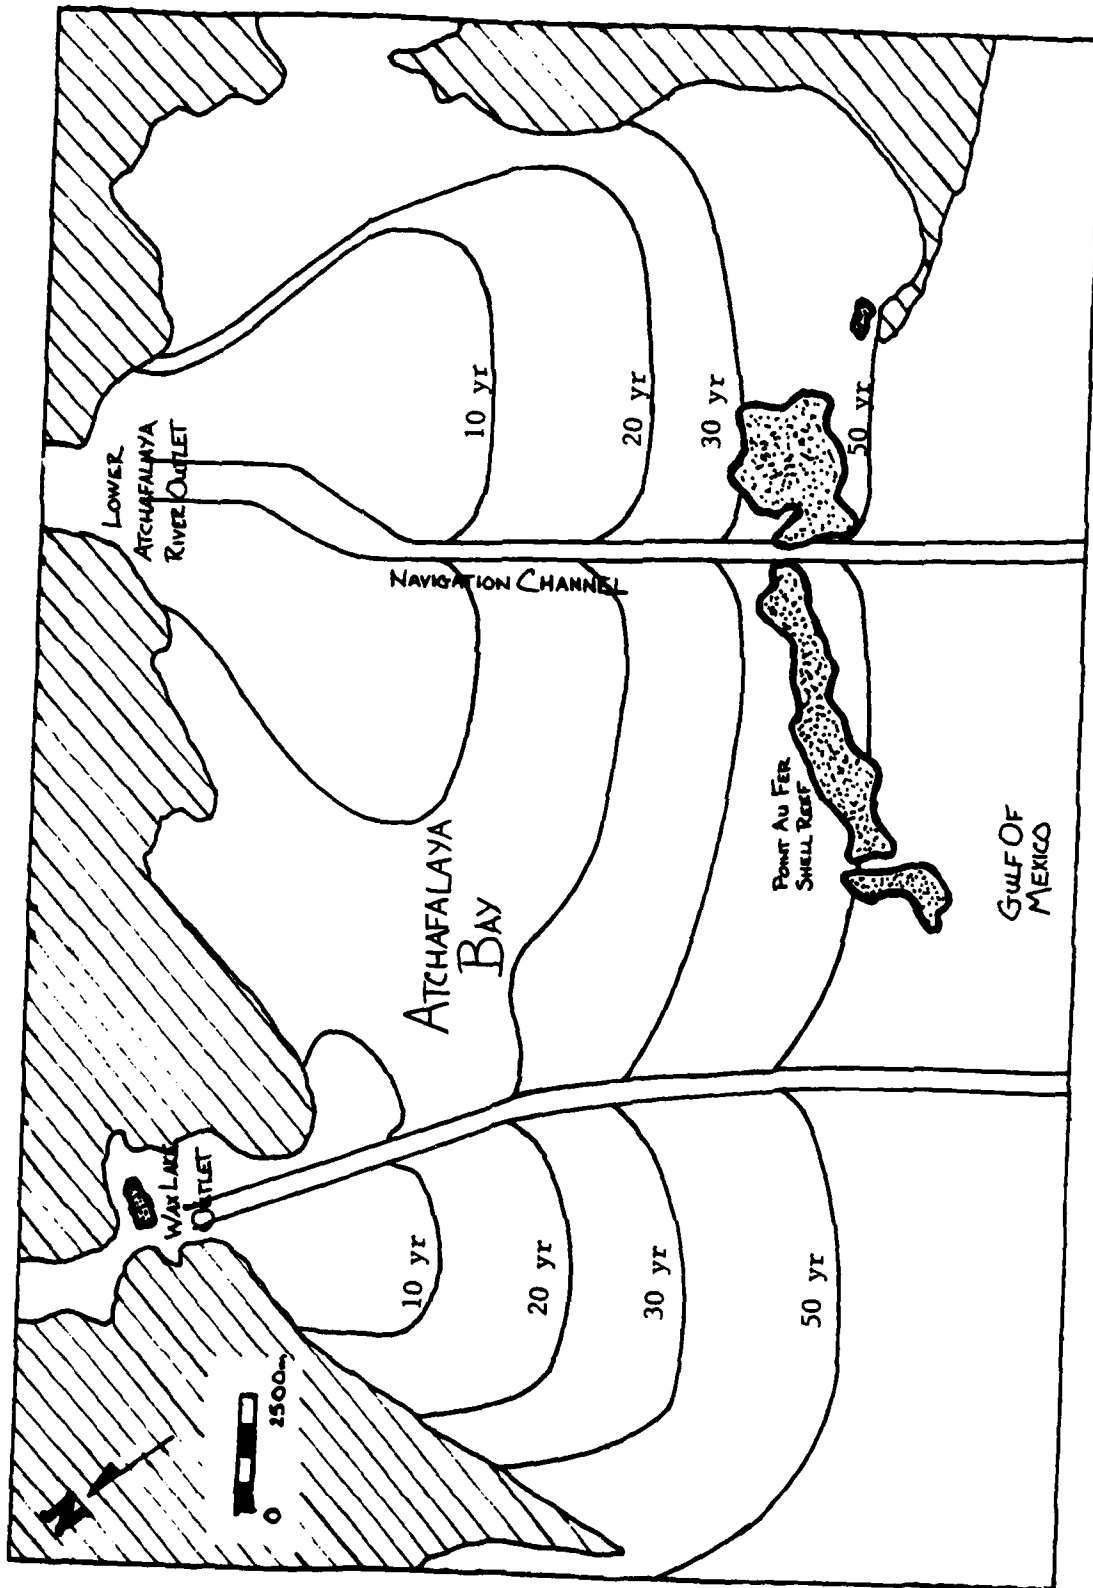 LOWER
ATCHAFALAYA
RIVER OUTLET
NAVIGATION CHANNEL
10 yr
20 yr
30 yr
50 yr
ATCHAFALAYA
BAY
POINT AU FER
SHELL REEF
GULF OF
MEXICO
WAX LAKE
OUTLET
10 yr
20 yr
30 yr
50 yr
0
2500m
N